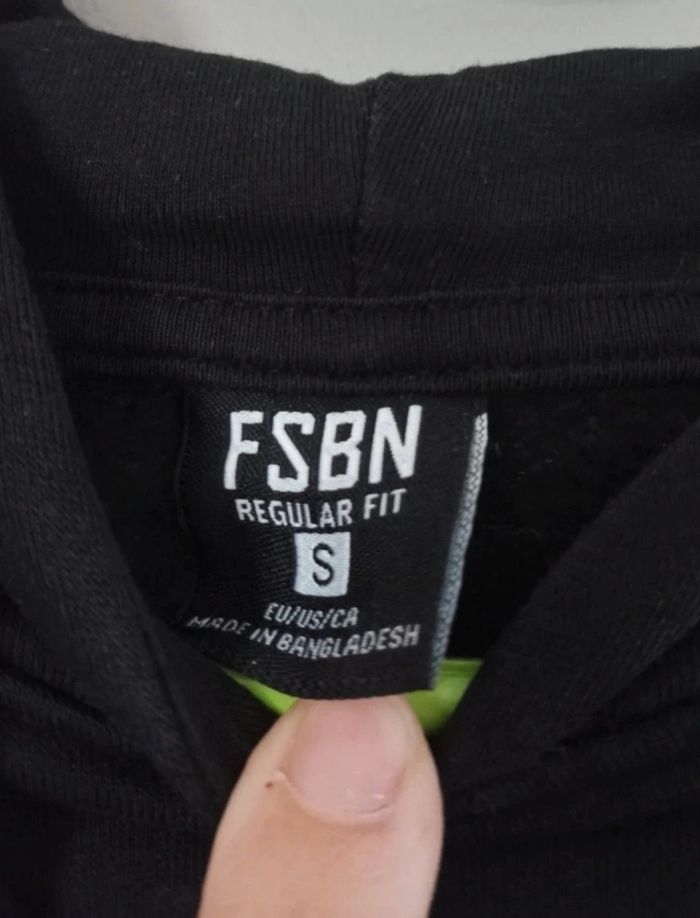 FSBN
REGULAR FIT
S
EU/US/CA
MADE IN BANGLADESH